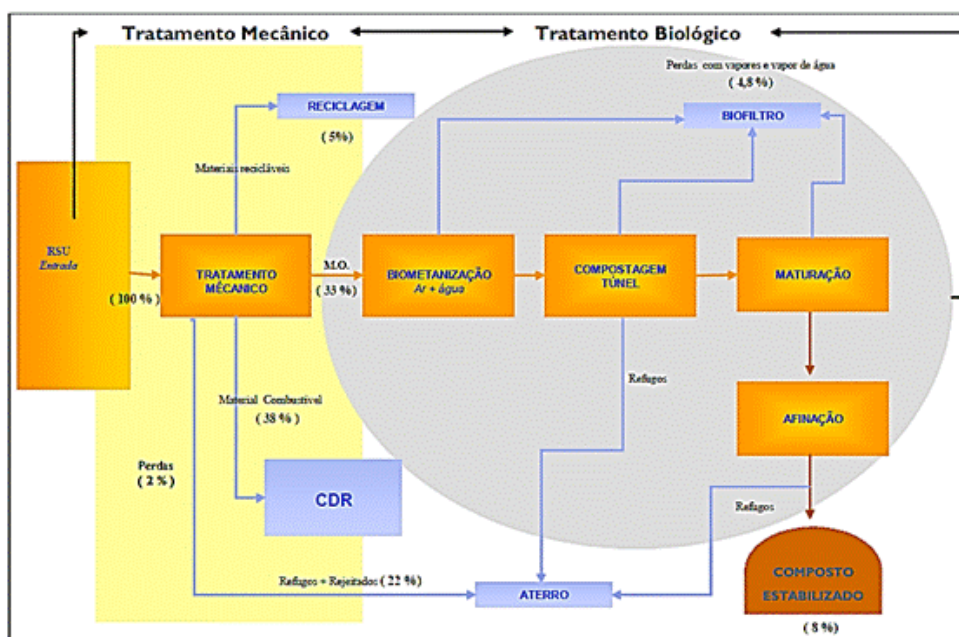 Tratamento Mecânico
Tratamento Biológico
Perdas com vapores e vapor de água
( 4,8 %)
RECICLAGEM
( 5%)
BIOFILTRO
Materiais recicláveis
RSU
Entrada
( 100 %)
TRATAMENTO
MÉCANICO
M.O.
( 33 %)
BIOMETANIZAÇÃO
Ar + água
COMPOSTAGEM
TÚNEL
MATURAÇÃO
Refugos
Material Combustível
( 38 % )
AFINAÇÃO
Perdas
( 2 % )
CDR
Refugos
Refugos + Rejeitados ( 22 %)
ATERRO
COMPOSTO
ESTABILIZADO
( 8 %)